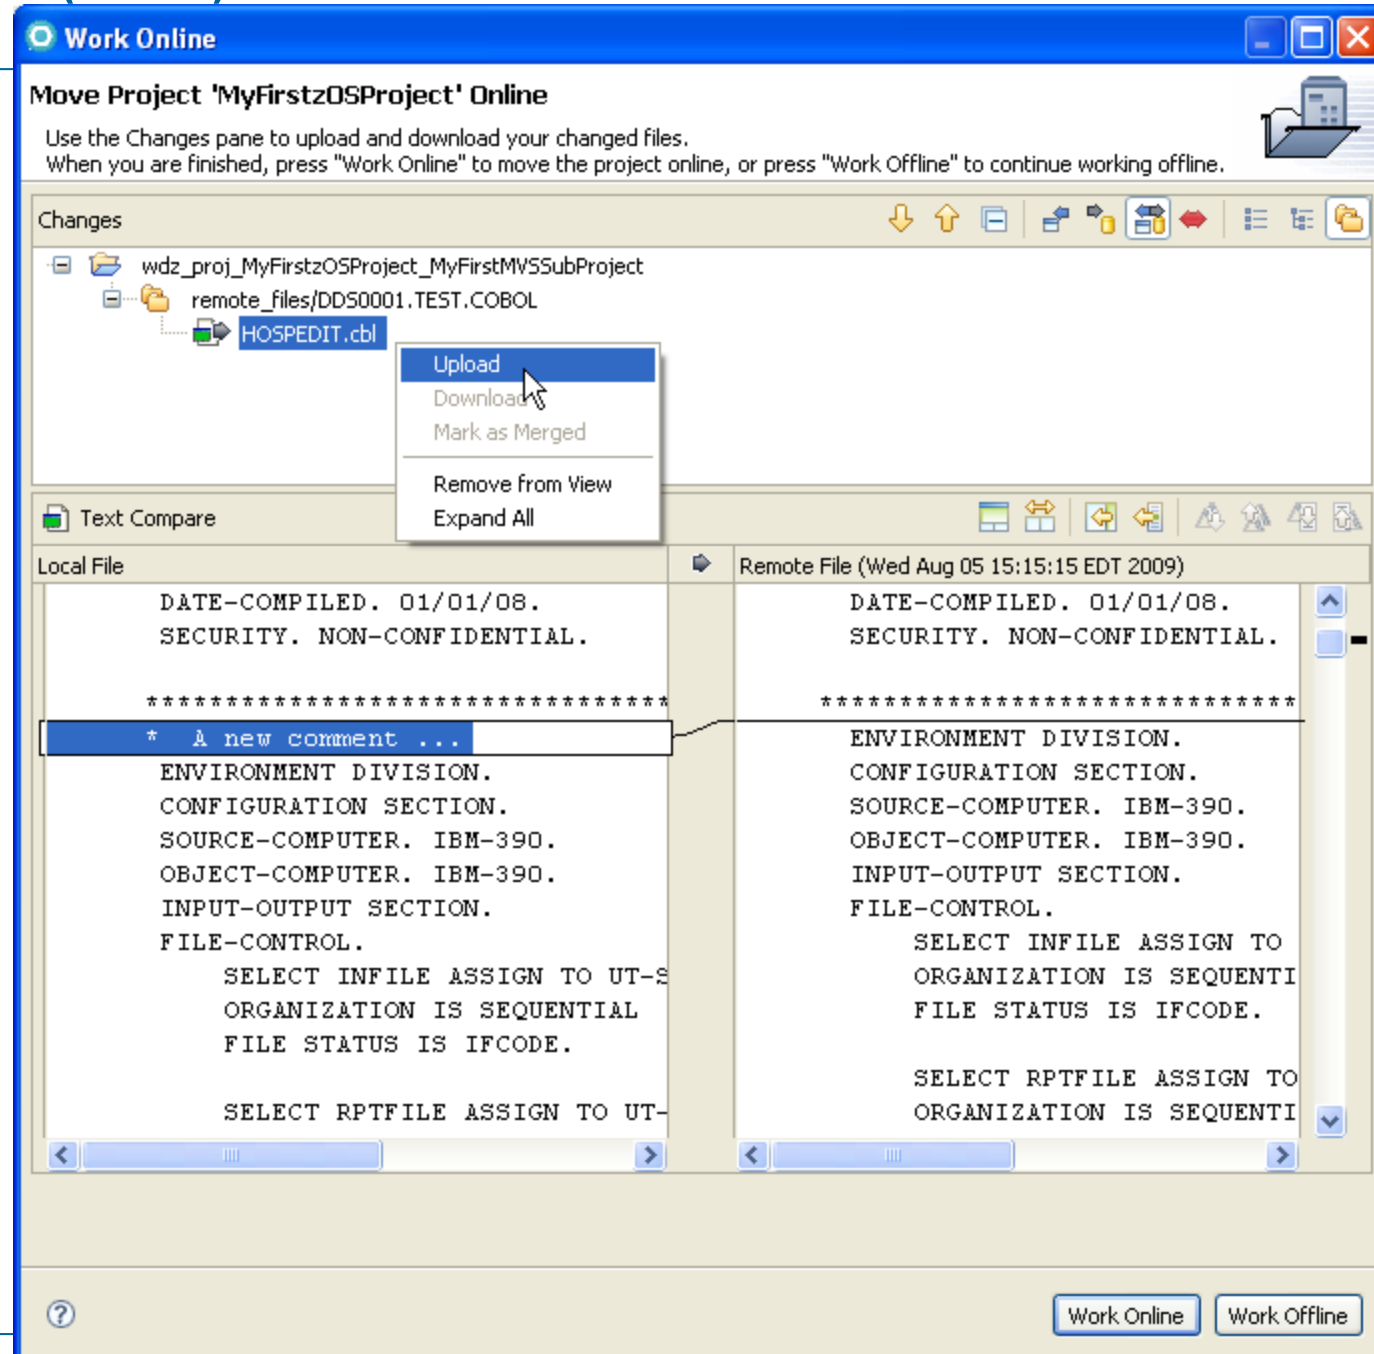 Work Online
Move Project 'MyFirstzOSProject' Online
Use the Changes pane to upload and download your changed files.
When you are finished, press "Work Online" to move the project online, or press "Work Offline" to continue working offline.
Changes
wdz_proj_MyFirstzOSProject_MyFirstMVSSubProject
remote_files/DDS0001.TEST.COBOL
HOSPEDIT.cbl
Upload
Download
Mark as Merged
Remove from View
Expand All
Text Compare
Local File
DATE-COMPILED. 01/01/08.
SECURITY. NON-CONFIDENTIAL.
*********************************
* A new comment ...
ENVIRONMENT DIVISION.
CONFIGURATION SECTION.
SOURCE-COMPUTER. IBM-390.
OBJECT-COMPUTER. IBM-390.
INPUT-OUTPUT SECTION.
FILE-CONTROL.
SELECT INFILE ASSIGN TO UT-S
ORGANIZATION IS SEQUENTIAL
FILE STATUS IS IFCODE.
SELECT RPTFILE ASSIGN TO UT-
Remote File (Wed Aug 05 15:15:15 EDT 2009)
DATE-COMPILED. 01/01/08.
SECURITY. NON-CONFIDENTIAL.
******************************
ENVIRONMENT DIVISION.
CONFIGURATION SECTION.
SOURCE-COMPUTER. IBM-390.
OBJECT-COMPUTER. IBM-390.
INPUT-OUTPUT SECTION.
FILE-CONTROL.
SELECT INFILE ASSIGN TO
ORGANIZATION IS SEQUENTI
FILE STATUS IS IFCODE.
SELECT RPTFILE ASSIGN TO
ORGANIZATION IS SEQUENTI
Work Online
Work Offline